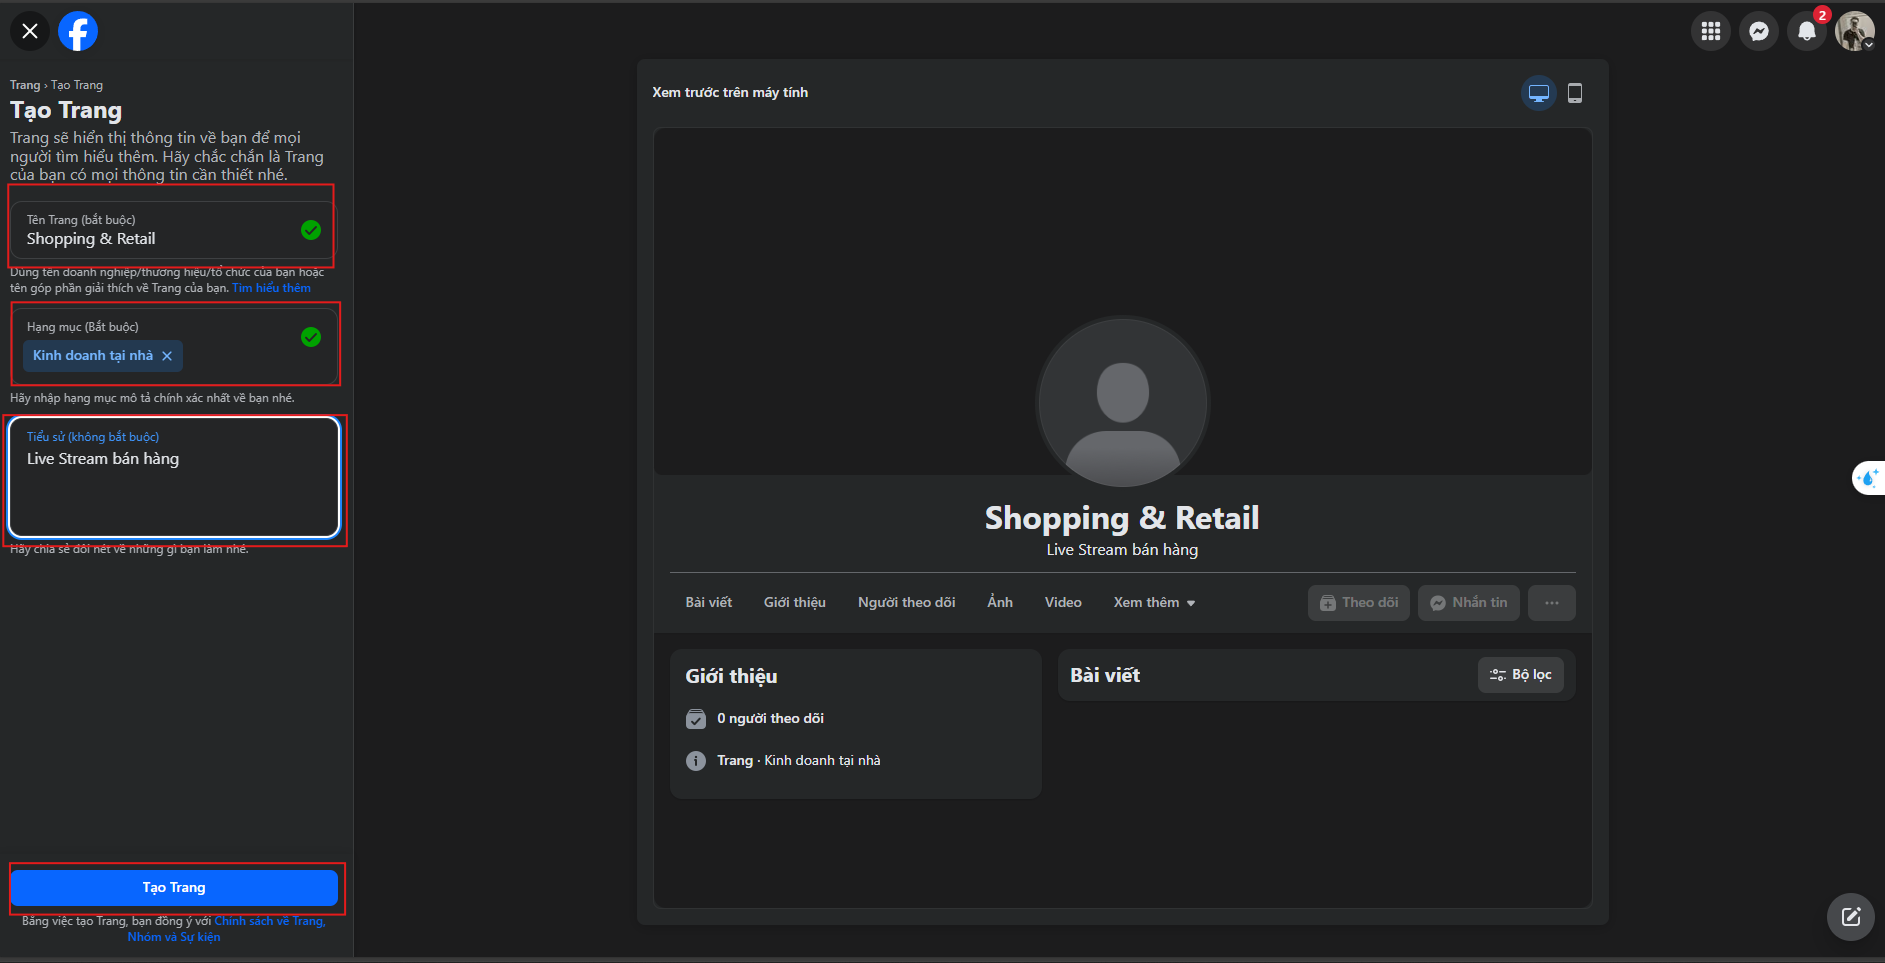 2
Trang › Tạo Trang
Tạo Trang
Trang sẽ hiển thị thông tin về bạn để mọi
người tìm hiểu thêm. Hãy chắc chắn là Trang
của bạn có mọi thông tin cần thiết nhé.
Tên Trang (bắt buộc)
Shopping & Retail
Dùng tên doanh nghiệp/thương hiệu/tổ chức của bạn hoặc
tên góp phần giải thích về Trang của bạn. Tìm hiểu thêm
Hạng mục (Bắt buộc)
Kinh doanh tại nhà
Hãy nhập hạng mục mô tả chính xác nhất về bạn nhé.
Tiểu sử (không bắt buộc)
Live Stream bán hàng
Hãy chia sẻ đôi nét về những gì bạn làm nhé.
Tạo Trang
Bằng việc tạo Trang, bạn đồng ý với Chính sách về Trang,
Nhóm và Sự kiện
Xem trước trên máy tính
Shopping & Retail
Live Stream bán hàng
Bài viết Giới thiệu Người theo dõi Ảnh Video Xem thêm Theo dõi Nhắn tin
Giới thiệu
0 người theo dõi
Trang · Kinh doanh tại nhà
Bài viết
Bộ lọc